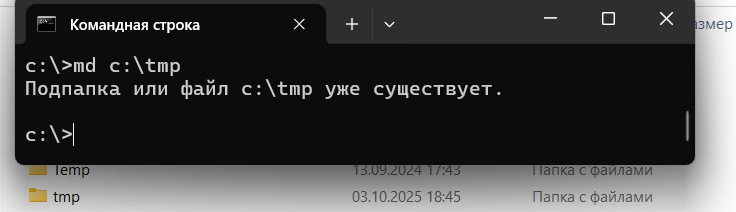 Командная строка
азмер
c:\>md c:\tmp
Подпапка или файл c:\tmp уже существует.
c:\>
Temp 13.09.2024 17:43 Папка с файлами
tmp 03.10.2025 18:45 Папка с файлами